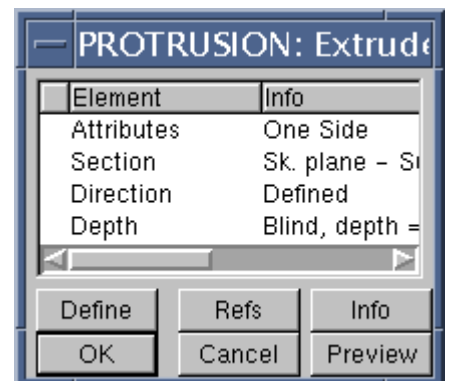 PROTRUSION: Extrude
Element Info
Attributes One Side
Section Sk. plane – Su
Direction Defined
Depth Blind, depth =
Define Refs Info
OK Cancel Preview